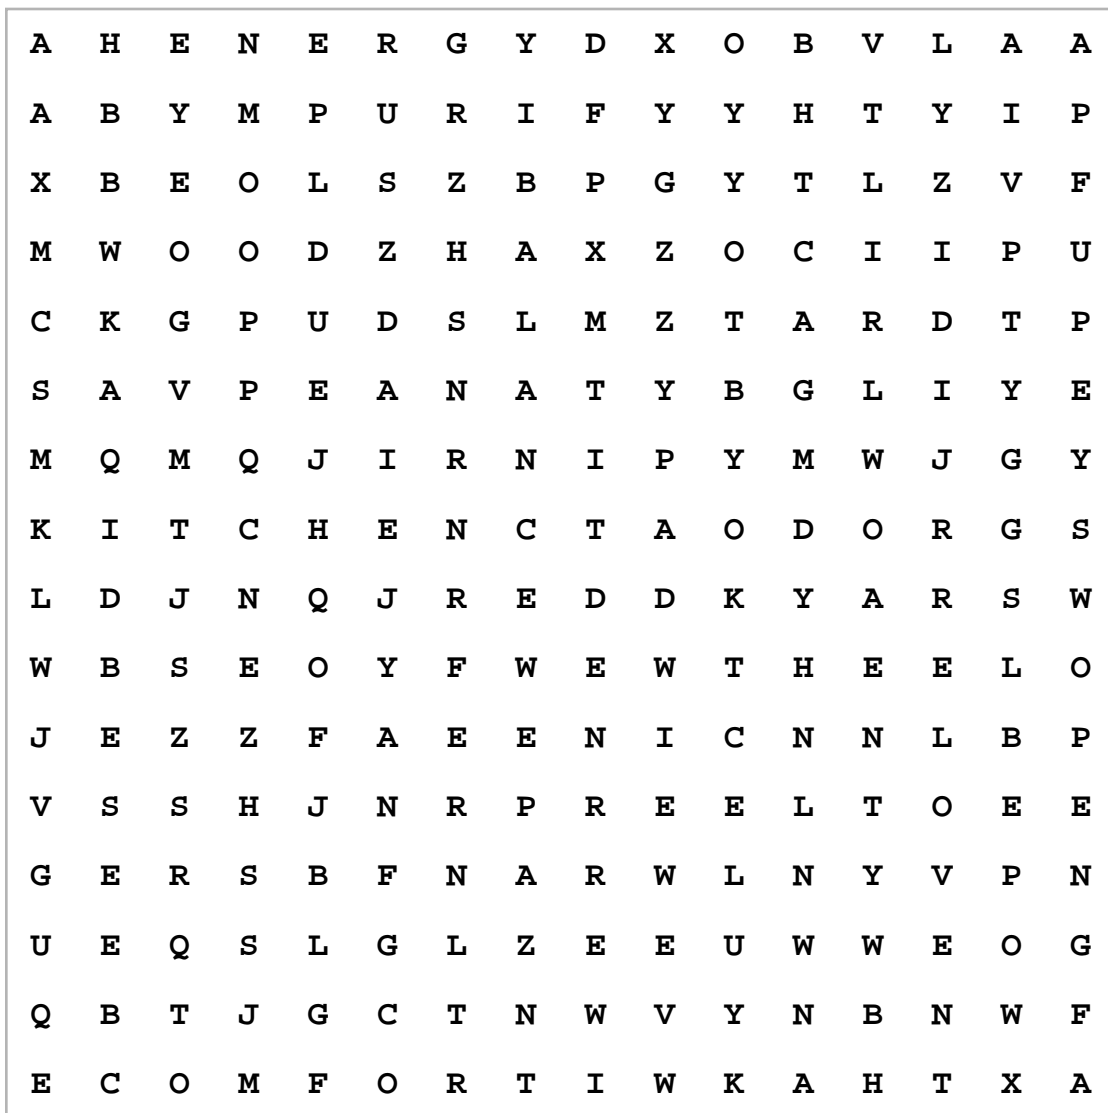 A H E N E R G Y D X O B V L A A
A B Y M P U R I F Y Y H T Y I P
X B E O L S Z B P G Y T L Z V F
M W O O D Z H A X Z O C I I P U
C K G P U D S L M Z T A R D T P
S A V P E A N A T Y B G L I Y E
M Q M Q J I R N I P Y M W J G Y
K I T C H E N C T A O D O R G S
L D J N Q J R E D D K Y A R S W
W B S E O Y F W E W T H E E L O
J E Z Z F A E E N I C N N L B P
V S S H J N R P R E E L T O E E
G E R S B F N A R W L N Y V P N
U E Q S L G L Z E E U W W E O G
Q B T J G C T N W V Y N B N W F
E C O M F O R T I W K A H T X A